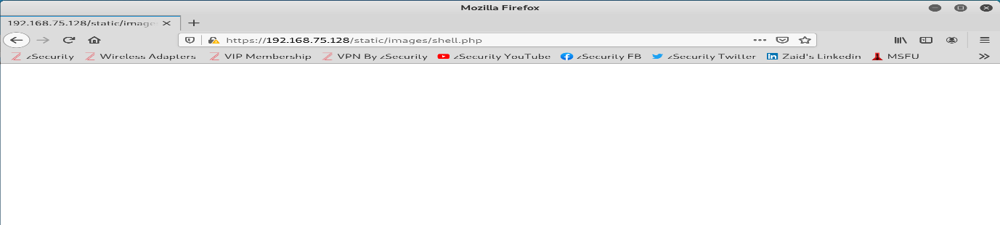 Mozilla Firefox
192.168.75.128/static/image
https://192.168.75.128/static/images/shell.php
zSecurity Wireless Adapters VIP Membership VPN By zSecurity zSecurity YouTube zSecurity FB zSecurity Twitter Zaid's Linkedin MSFU